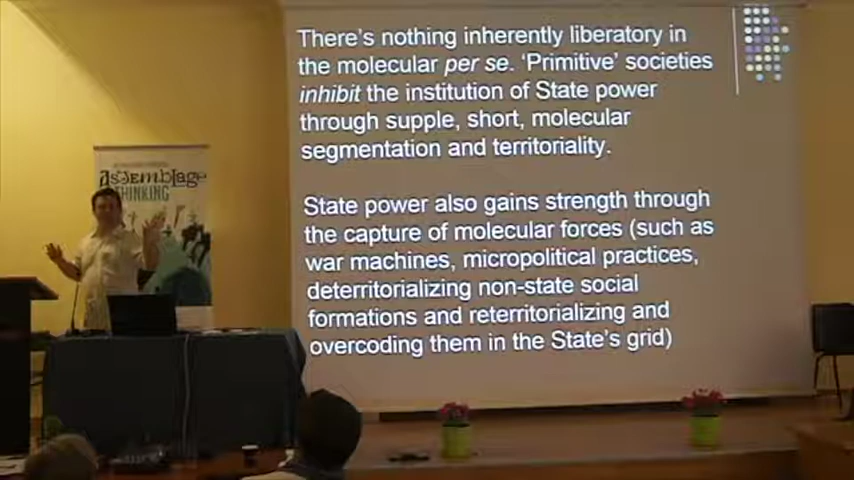 There's nothing inherently liberatory in
the molecular per se. 'Primitive' societies
inhibit the institution of State power
through supple, short, molecular
segmentation, and territoriality.
State power also gains strength through
the capture of molecular forces (such as
war machines, micropolitical practices,
deterritorializing non-state social
formations, and reterritorializing and
overcoding them in the State's grid)
assemblage
THINKING